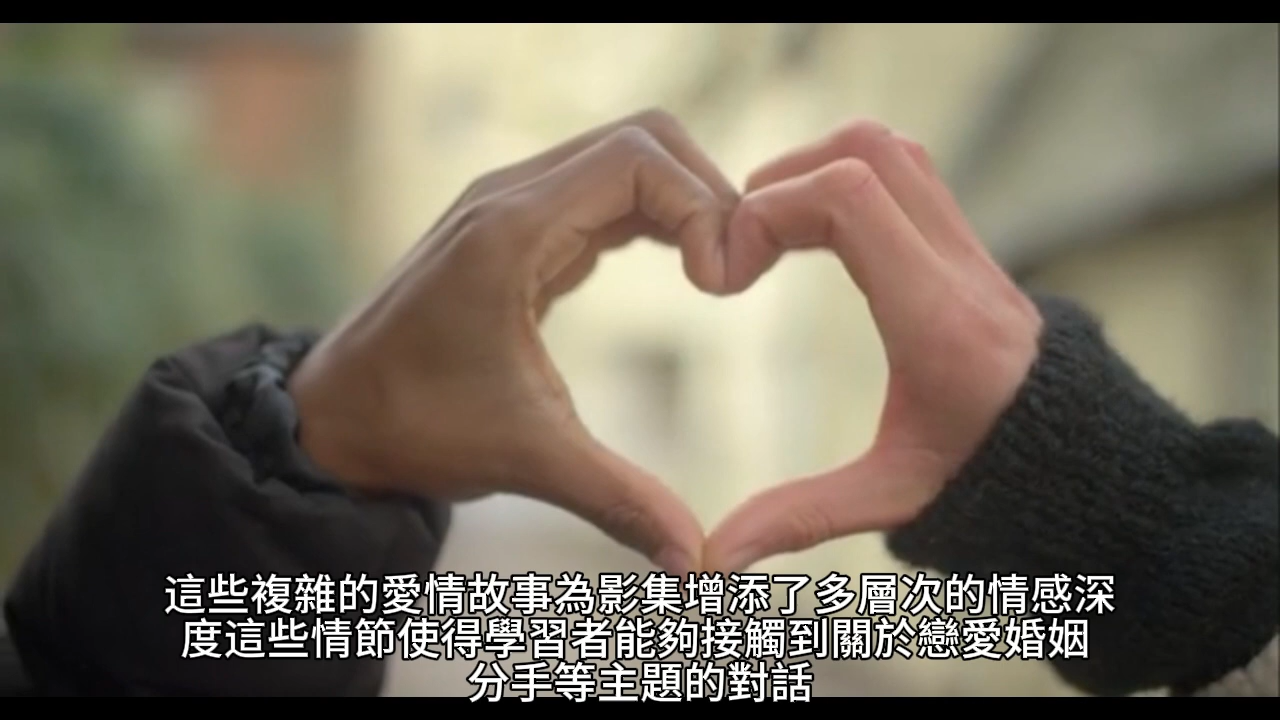 這些複雜的愛情故事為影集增添了多層次的情感深
度這些情節使得學習者能夠接觸到關於戀愛婚姻
分手等主題的對話